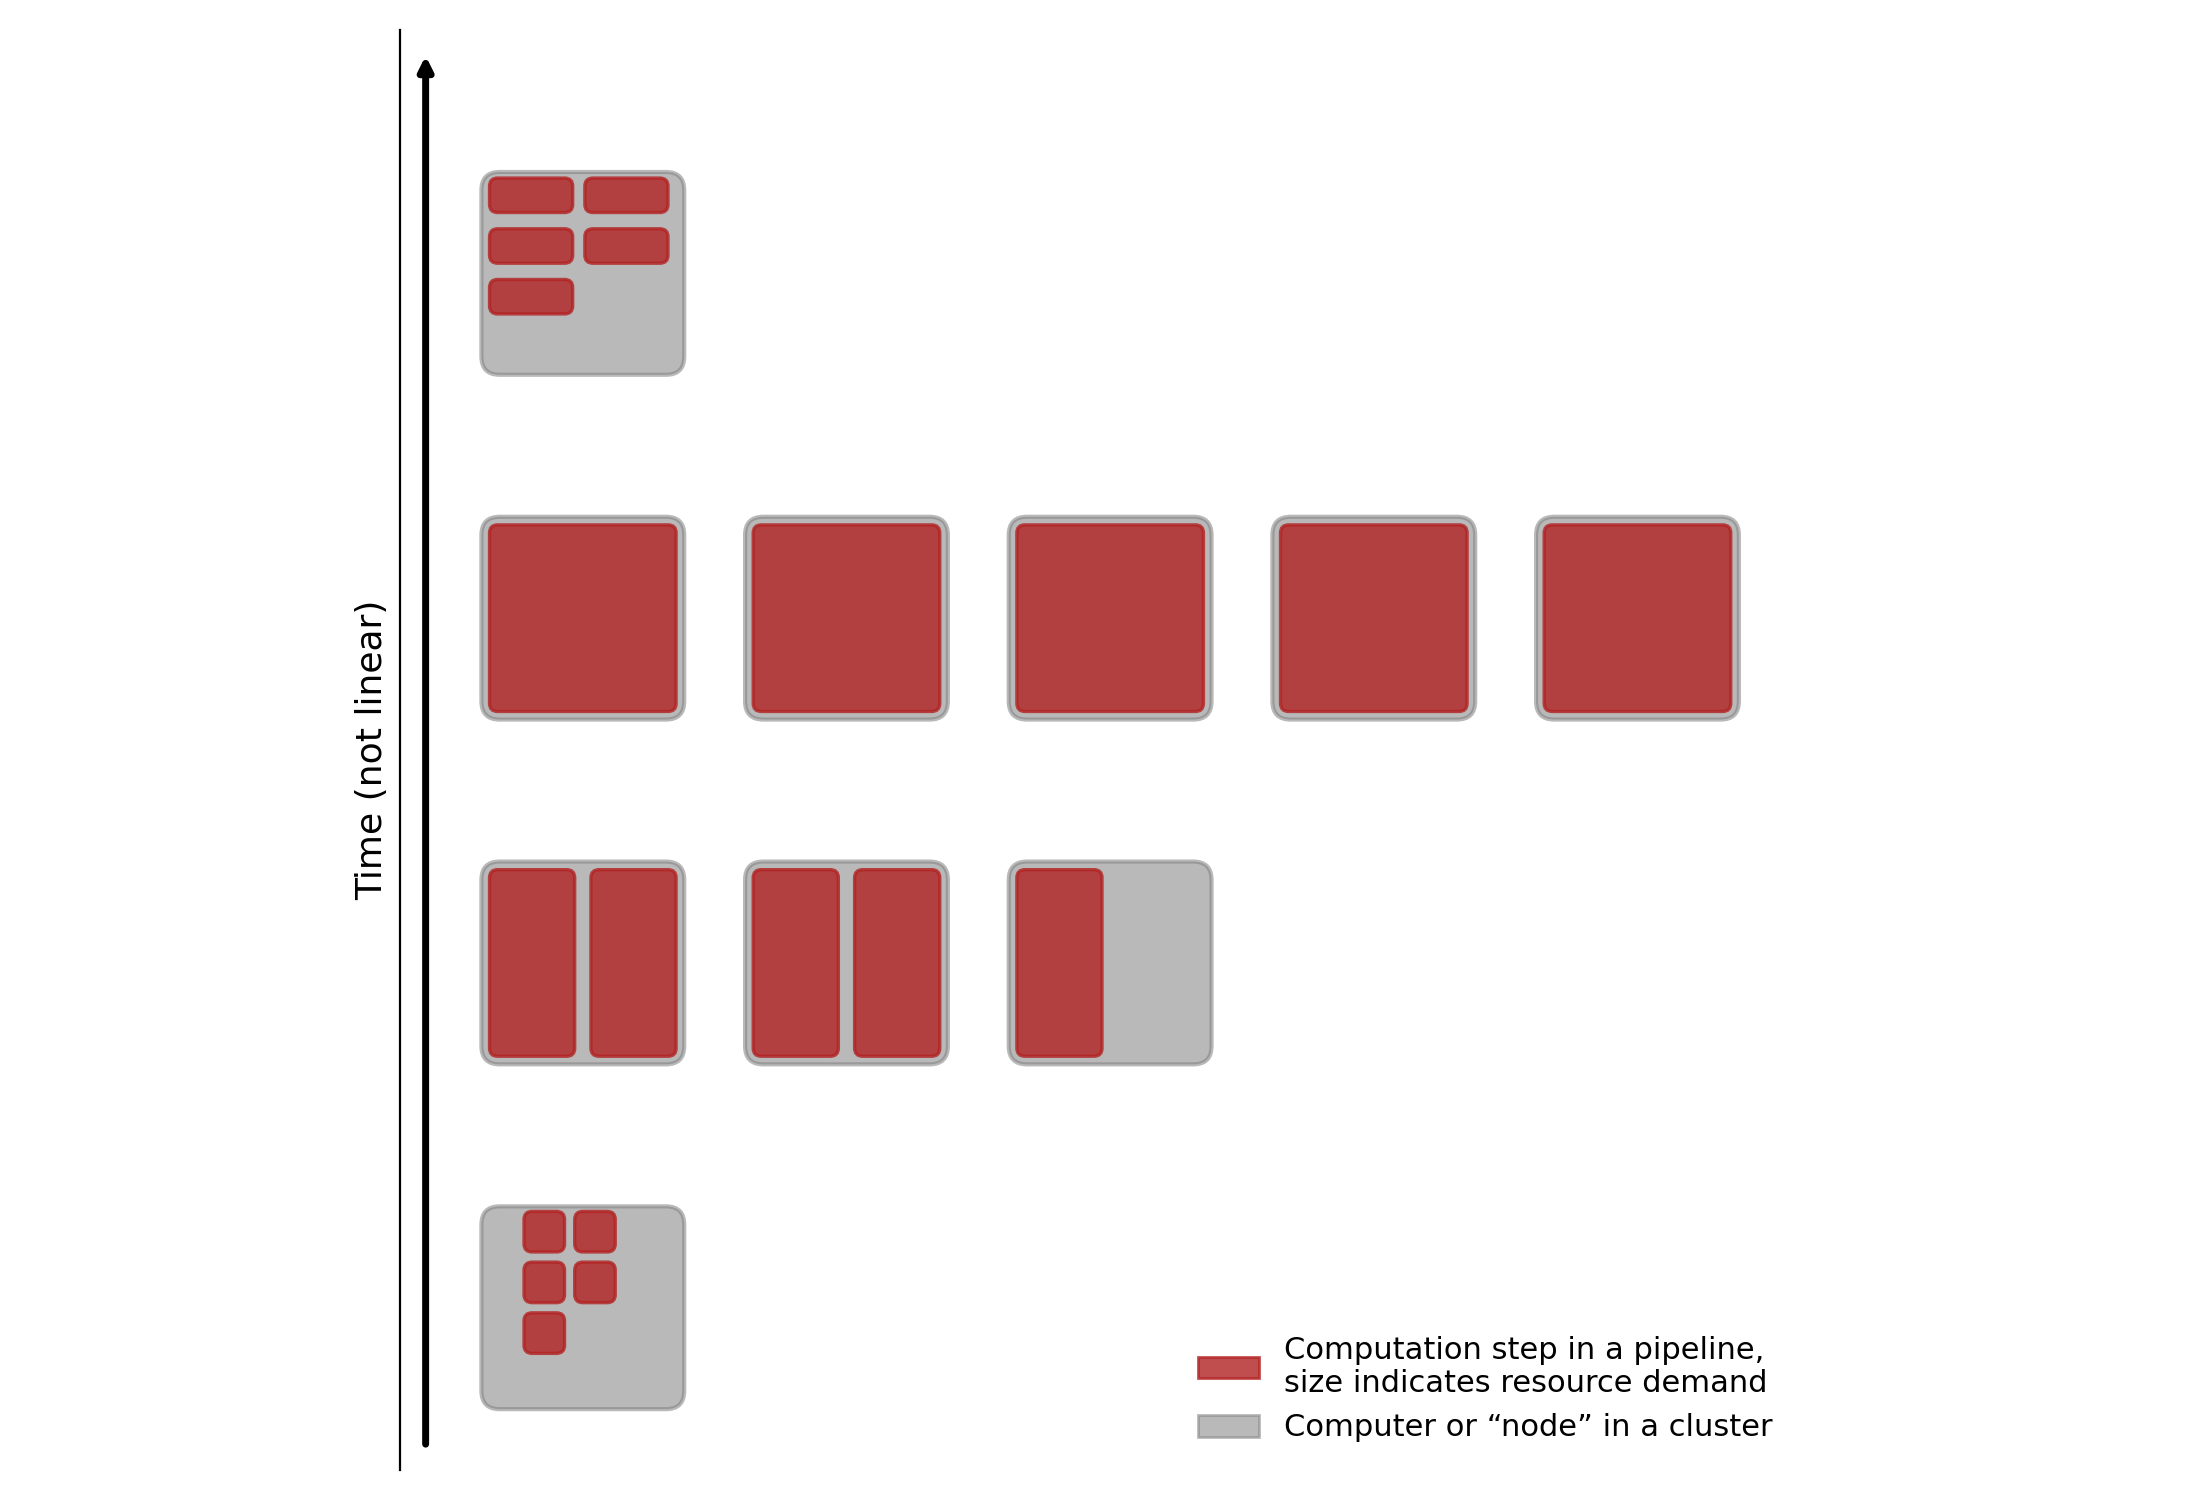 Time (not linear)
Computation step in a pipeline,
size indicates resource demand
Computer or “node” in a cluster